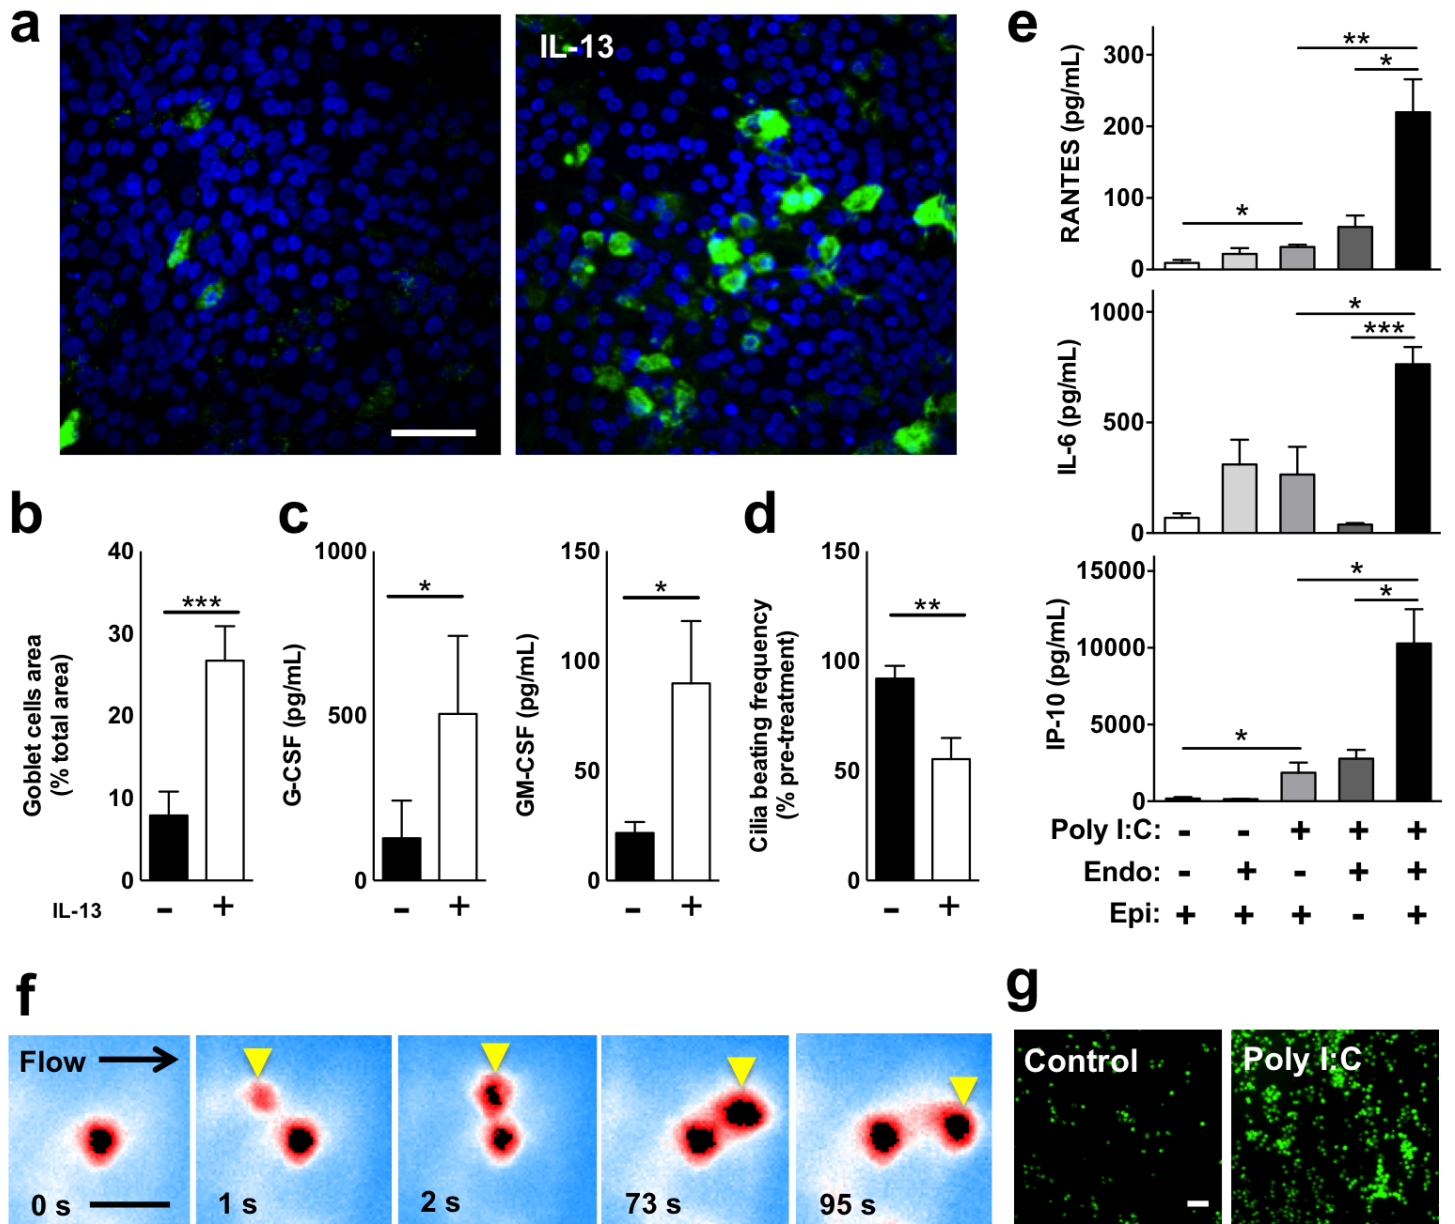 a
IL-13
b
Goblet cells area
(% total area)
40
30
20
10
0
***
IL-13
-
+
c
G-CSF (pg/mL)
1000
500
0
*
-
+
GM-CSF (pg/mL)
150
100
50
0
*
-
+
d
Cilia beating frequency
(% pre-treatment)
150
100
50
0
**
-
+
e
RANTES (pg/mL)
300
200
100
0
**
*
*
IL-6 (pg/mL)
1000
500
0
*
***
IP-10 (pg/mL)
15000
10000
5000
0
*
*
*
Poly I:C: - - + + +
Endo: - + - + +
Epi: + + + - +
f
Flow
0 s
1 s
2 s
73 s
95 s
g
Control
Poly I:C